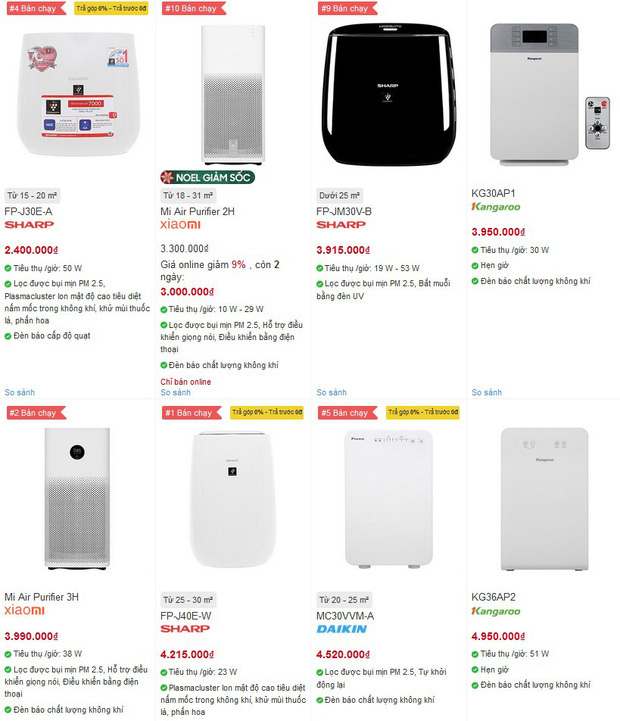 #4 Bán chạy
Trả góp 0% - Trả trước 0đ
SHARP
7000
Từ 15 - 20 m²
FP-J30E-A
SHARP
2.400.000₫
Tiêu thụ /giờ: 50 W
Lọc được bụi mịn PM 2.5,
Plasmacluster Ion mật độ cao tiêu diệt
nấm mốc trong không khí, khử mùi thuốc
lá, phấn hoa
Đèn báo cấp độ quạt
So sánh
#10 Bán chạy
NOEL GIẢM SỐC
Từ 18 - 31 m²
Mi Air Purifier 2H
xiaomi
3.300.000₫
Giá online giảm 9% , còn 2
ngày:
3.000.000₫
Tiêu thụ /giờ: 10 W - 29 W
Lọc được bụi mịn PM 2.5, Hỗ trợ điều
khiển giọng nói, Điều khiển bằng điện
thoại
Đèn báo chất lượng không khí
Chỉ bán online
So sánh
#9 Bán chạy
SHARP
Dưới 25 m²
FP-JM30V-B
SHARP
3.915.000₫
Tiêu thụ /giờ: 19 W - 53 W
Lọc được bụi mịn PM 2.5, Bắt muỗi
bằng đèn UV
So sánh
Kangaroo
KG30AP1
Kangaroo
3.950.000₫
Tiêu thụ /giờ: 30 W
Hẹn giờ
Đèn báo chất lượng không khí
So sánh
#2 Bán chạy
Mi Air Purifier 3H
xiaomi
3.990.000₫
Tiêu thụ /giờ: 38 W
Lọc được bụi mịn PM 2.5, Hỗ trợ điều
khiển giọng nói, Điều khiển bằng điện
thoại
Đèn báo chất lượng không khí
#1 Bán chạy
Trả góp 0% - Trả trước 0đ
SHARP
Từ 25 - 30 m²
FP-J40E-W
SHARP
4.215.000₫
Tiêu thụ /giờ: 23 W
Plasmacluster Ion mật độ cao tiêu diệt
nấm mốc trong không khí, khử mùi thuốc
lá, phấn hoa
#5 Bán chạy
Trả góp 0% - Trả trước 0đ
Từ 20 - 25 m²
MC30VVM-A
DAIKIN
4.520.000₫
Lọc được bụi mịn PM 2.5, Tự khởi
động lại
Đèn báo chất lượng không khí
Kangaroo
KG36AP2
Kangaroo
4.950.000₫
Tiêu thụ /giờ: 51 W
Hẹn giờ
Đèn báo chất lượng không khí